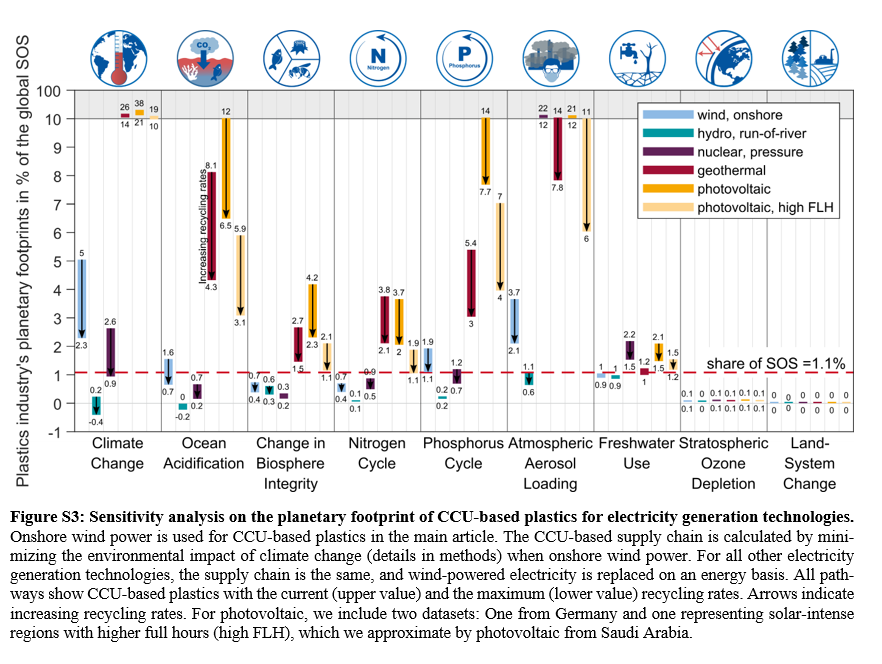 CO2
N
Nitrogen
P
Phosphorus
Plastics industry's planetary footprints in % of the global SOS
100
10
9
8
7
6
5
4
3
2
1
0
-1
wind, onshore
hydro, run-of-river
nuclear, pressure
geothermal
photovoltaic
photovoltaic, high FLH
Increasing recycling rates
share of SOS =1.1%
5 2.3 0.2 -0.4 2.6 0.9 26 14 38 21 19 10
1.6 0.7 0 -0.2 0.7 0.2 8.1 4.3 12 6.5 5.9 3.1
0.7 0.4 0.6 0.3 0.3 0.2 2.7 1.5 4.2 2.3 2.1 1.1
0.7 0.4 0.1 0.1 0.9 0.5 3.8 2.1 3.7 2 1.9 1.1
1.9 1.1 0.2 0.2 1.2 0.7 5.4 3 14 7.7 7 4
3.7 2.1 1.1 0.6 22 12 14 7.8 21 12 11 6
1 0.9 1 0.9 2.2 1.5 1.2 1 2.1 1.5 1.5 1.2
0.1 0.1 0 0 0.1 0.1 0.1 0.1 0.1 0.1 0.1 0.1
0 0 0 0 0 0 0 0 0 0 0 0
Climate
Change
Ocean
Acidification
Change in
Biosphere
Integrity
Nitrogen
Cycle
Phosphorus
Cycle
Atmospheric
Aerosol
Loading
Freshwater
Use
Stratospheric
Ozone
Depletion
Land-
System
Change
Figure S3: Sensitivity analysis on the planetary footprint of CCU-based plastics for electricity generation technologies.
Onshore wind power is used for CCU-based plastics in the main article. The CCU-based supply chain is calculated by mini-
mizing the environmental impact of climate change (details in methods) when onshore wind power. For all other electricity
generation technologies, the supply chain is the same, and wind-powered electricity is replaced on an energy basis. All path-
ways show CCU-based plastics with the current (upper value) and the maximum (lower value) recycling rates. Arrows indicate
increasing recycling rates. For photovoltaic, we include two datasets: One from Germany and one representing solar-intense
regions with higher full hours (high FLH), which we approximate by photovoltaic from Saudi Arabia.